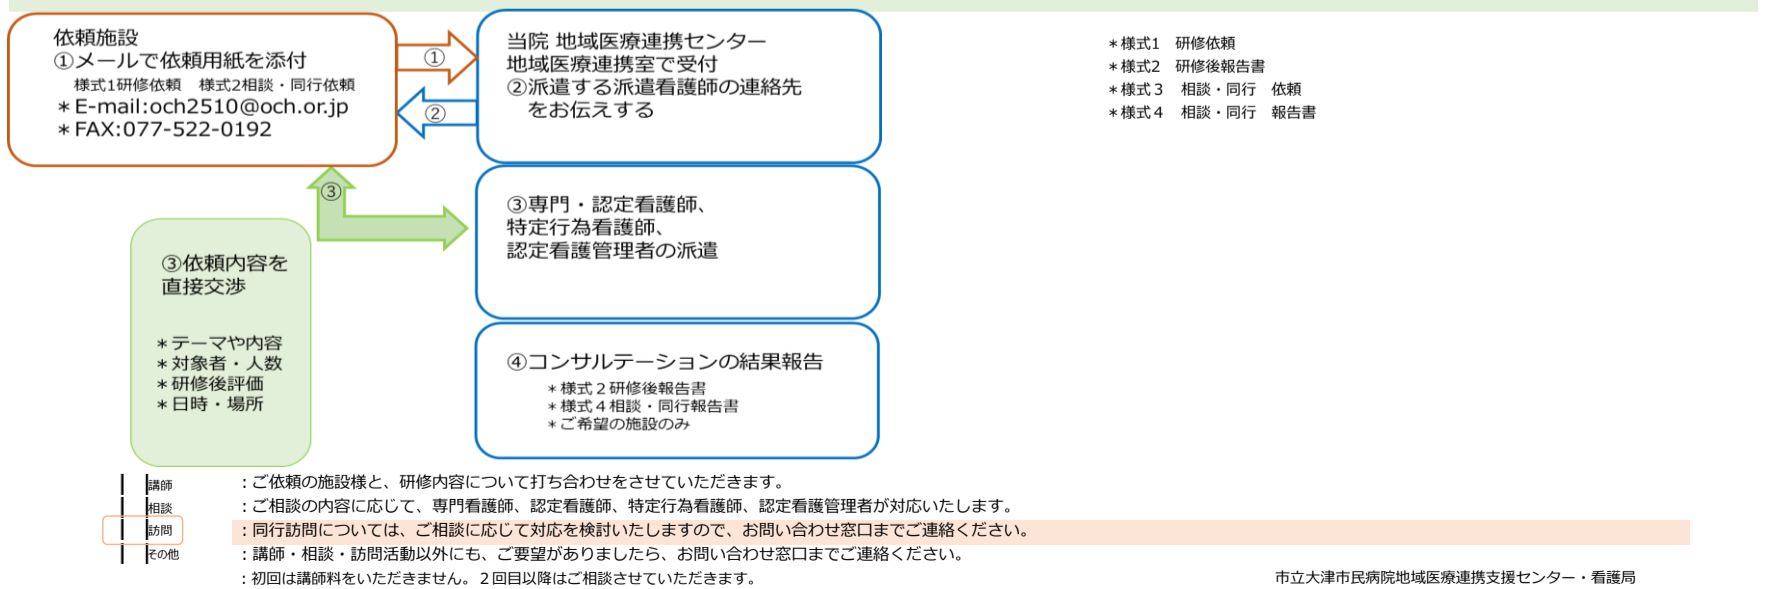 依頼施設
①メールで依頼用紙を添付
様式1研修依頼　様式2相談・同行依頼
＊E-mail:och2510@och.or.jp
＊FAX:077-522-0192
①
②
当院 地域医療連携センター
地域医療連携室で受付
②派遣する派遣看護師の連絡先
をお伝えする
＊様式1　研修依頼
＊様式2　研修後報告書
＊様式３　相談・同行　依頼
＊様式４　相談・同行　報告書
③
③専門・認定看護師、
特定行為看護師、
認定看護管理者の派遣
③依頼内容を
直接交渉
＊テーマや内容
＊対象者・人数
＊研修後評価
＊日時・場所
④コンサルテーションの結果報告
＊様式２研修後報告書
＊様式４相談・同行報告書
＊ご希望の施設のみ
講師　：ご依頼の施設様と、研修内容について打ち合わせをさせていただきます。
相談　：ご相談の内容に応じて、専門看護師、認定看護師、特定行為看護師、認定看護管理者が対応いたします。
訪問　：同行訪問については、ご相談に応じて対応を検討いたしますので、お問い合わせ窓口までご連絡ください。
その他　：講師・相談・訪問活動以外にも、ご要望がありましたら、お問い合わせ窓口までご連絡ください。
：初回は講師料をいただきません。２回目以降はご相談させていただきます。
市立大津市民病院地域医療連携支援センター・看護局